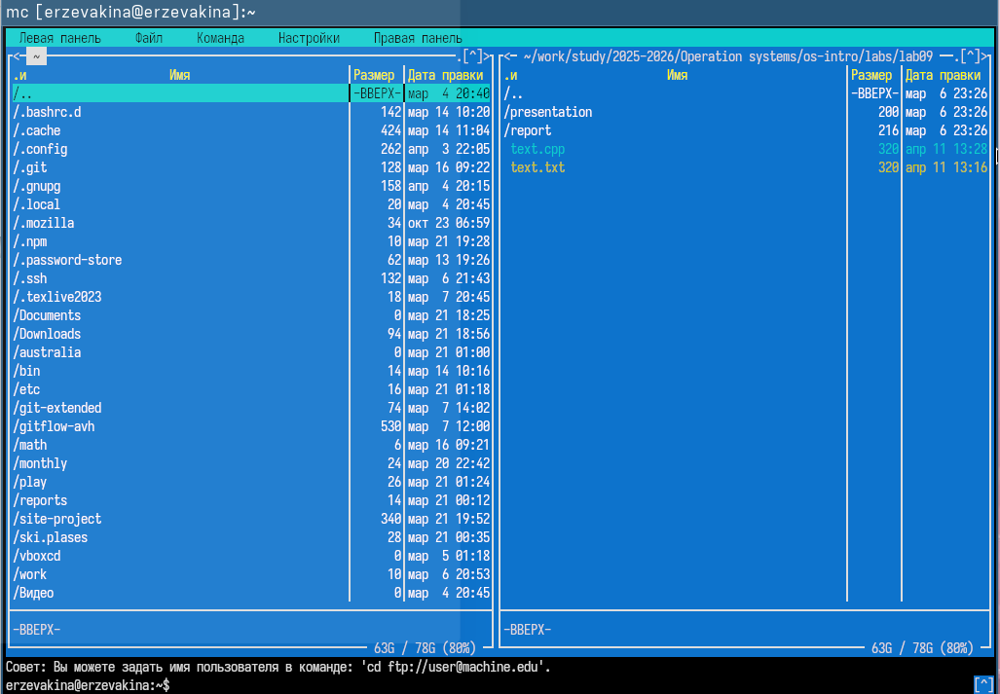 mc [erzevakina@erzevakina]:~
Левая панель Файл Команда Настройки Правая панель
<- ~ .[^]>
.и Имя Размер Дата правки
/.. -ВВЕРХ- мар 4 20:40
/.bashrc.d 142 мар 14 10:20
/.cache 424 мар 14 11:04
/.config 262 апр 3 22:05
/.git 128 мар 16 09:22
/.gnupg 158 апр 4 20:15
/.local 20 мар 4 20:45
/.mozilla 34 окт 23 06:59
/.npm 10 мар 21 19:28
/.password-store 62 мар 13 19:26
/.ssh 132 мар 6 21:43
/.texlive2023 18 мар 7 20:45
/Documents 0 мар 21 18:25
/Downloads 94 мар 21 18:56
/australia 0 мар 21 01:00
/bin 14 мар 14 10:16
/etc 16 мар 21 01:18
/git-extended 74 мар 7 14:02
/gitflow-avh 530 мар 7 12:00
/math 6 мар 16 09:21
/monthly 24 мар 20 22:42
/play 26 мар 21 01:24
/reports 14 мар 21 00:12
/site-project 340 мар 21 19:52
/ski.plases 28 мар 21 00:35
/vboxcd 0 мар 5 01:18
/work 10 мар 6 20:53
/Видео 0 мар 4 20:45
-ВВЕРХ-
63G / 78G (80%)
<- ~/work/study/2025-2026/Operation systems/os-intro/labs/lab09 .[^]>
.и Имя Размер Дата правки
/.. -ВВЕРХ- мар 6 23:26
/presentation 200 мар 6 23:26
/report 216 мар 6 23:26
text.cpp 320 апр 11 13:28
text.txt 320 апр 11 13:16
-ВВЕРХ-
63G / 78G (80%)
Совет: Вы можете задать имя пользователя в команде: 'cd ftp://user@machine.edu'.
erzevakina@erzevakina:~$ [^]